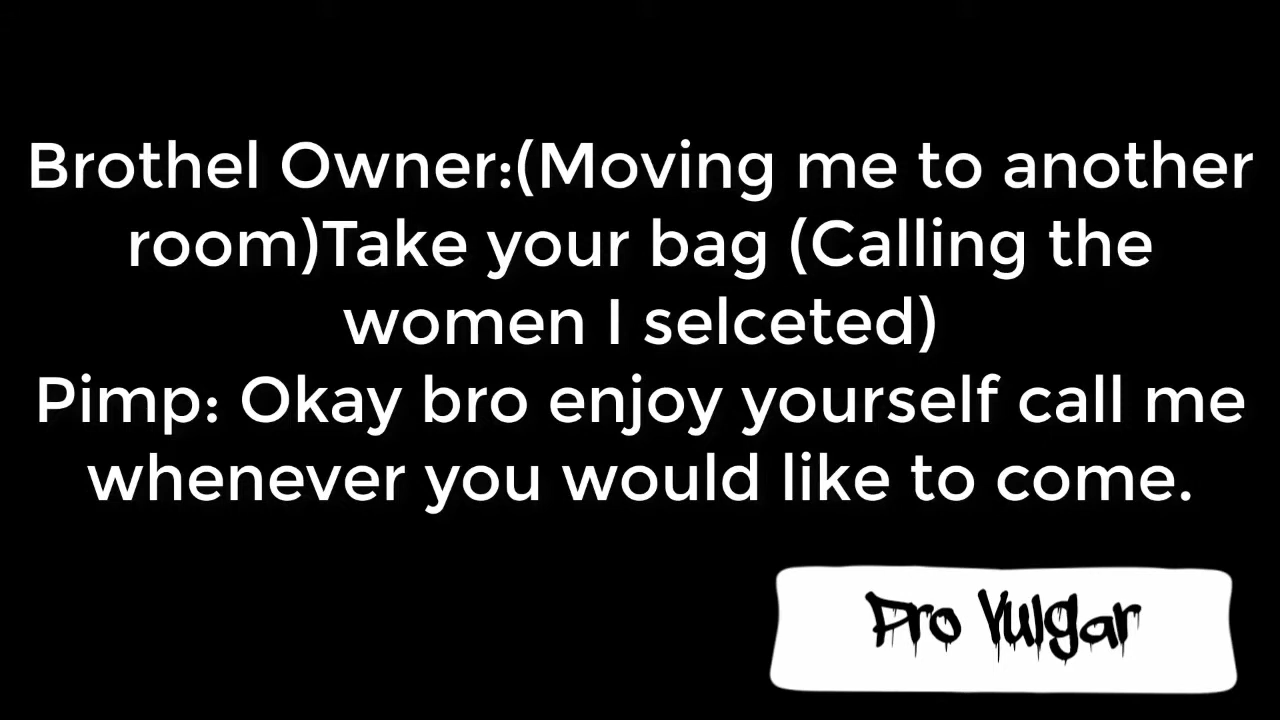 Brothel Owner:(Moving me to another
room)Take your bag (Calling the
women I selceted)
Pimp: Okay bro enjoy yourself call me
whenever you would like to come.
Pro Vulgar